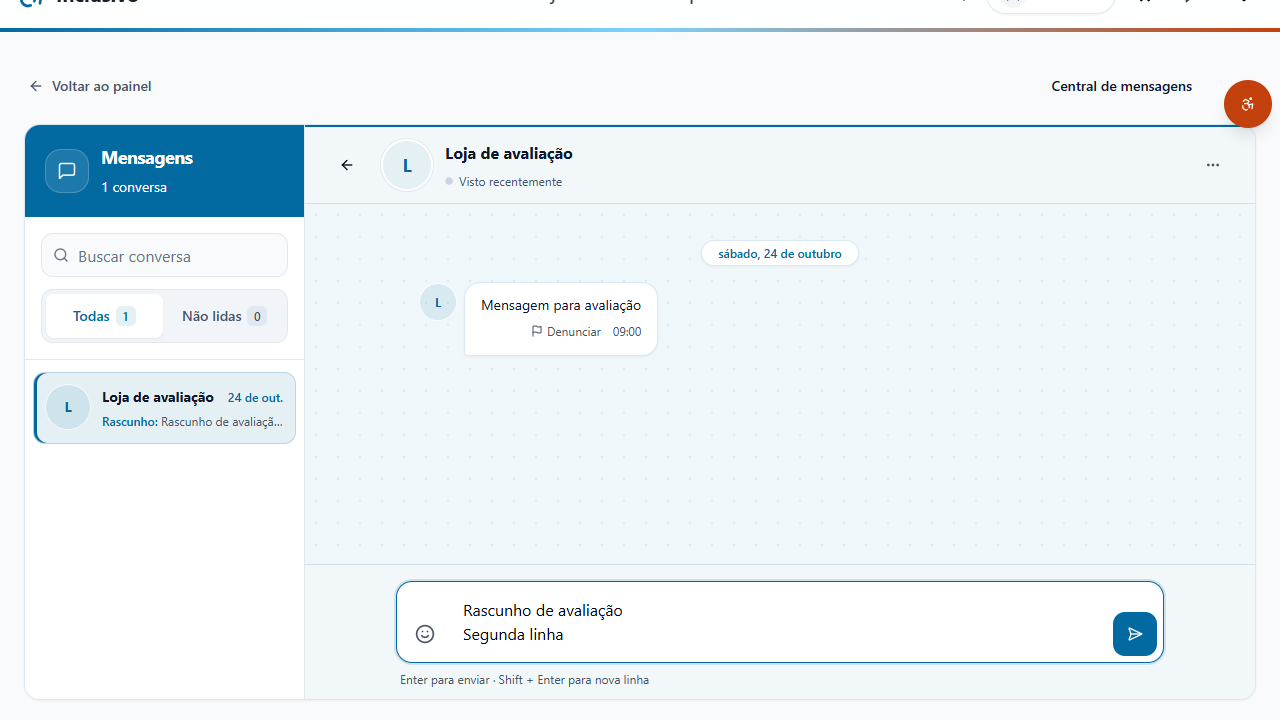 Inclusivo
Voltar ao painel
Central de mensagens
Mensagens
1 conversa
Buscar conversa
Todas 1
Não lidas 0
Loja de avaliação 24 de out.
Rascunho: Rascunho de avaliaçã...
L
L
Loja de avaliação
Visto recentemente
sábado, 24 de outubro
L
Mensagem para avaliação
Denunciar 09:00
Rascunho de avaliação
Segunda linha
Enter para enviar · Shift + Enter para nova linha